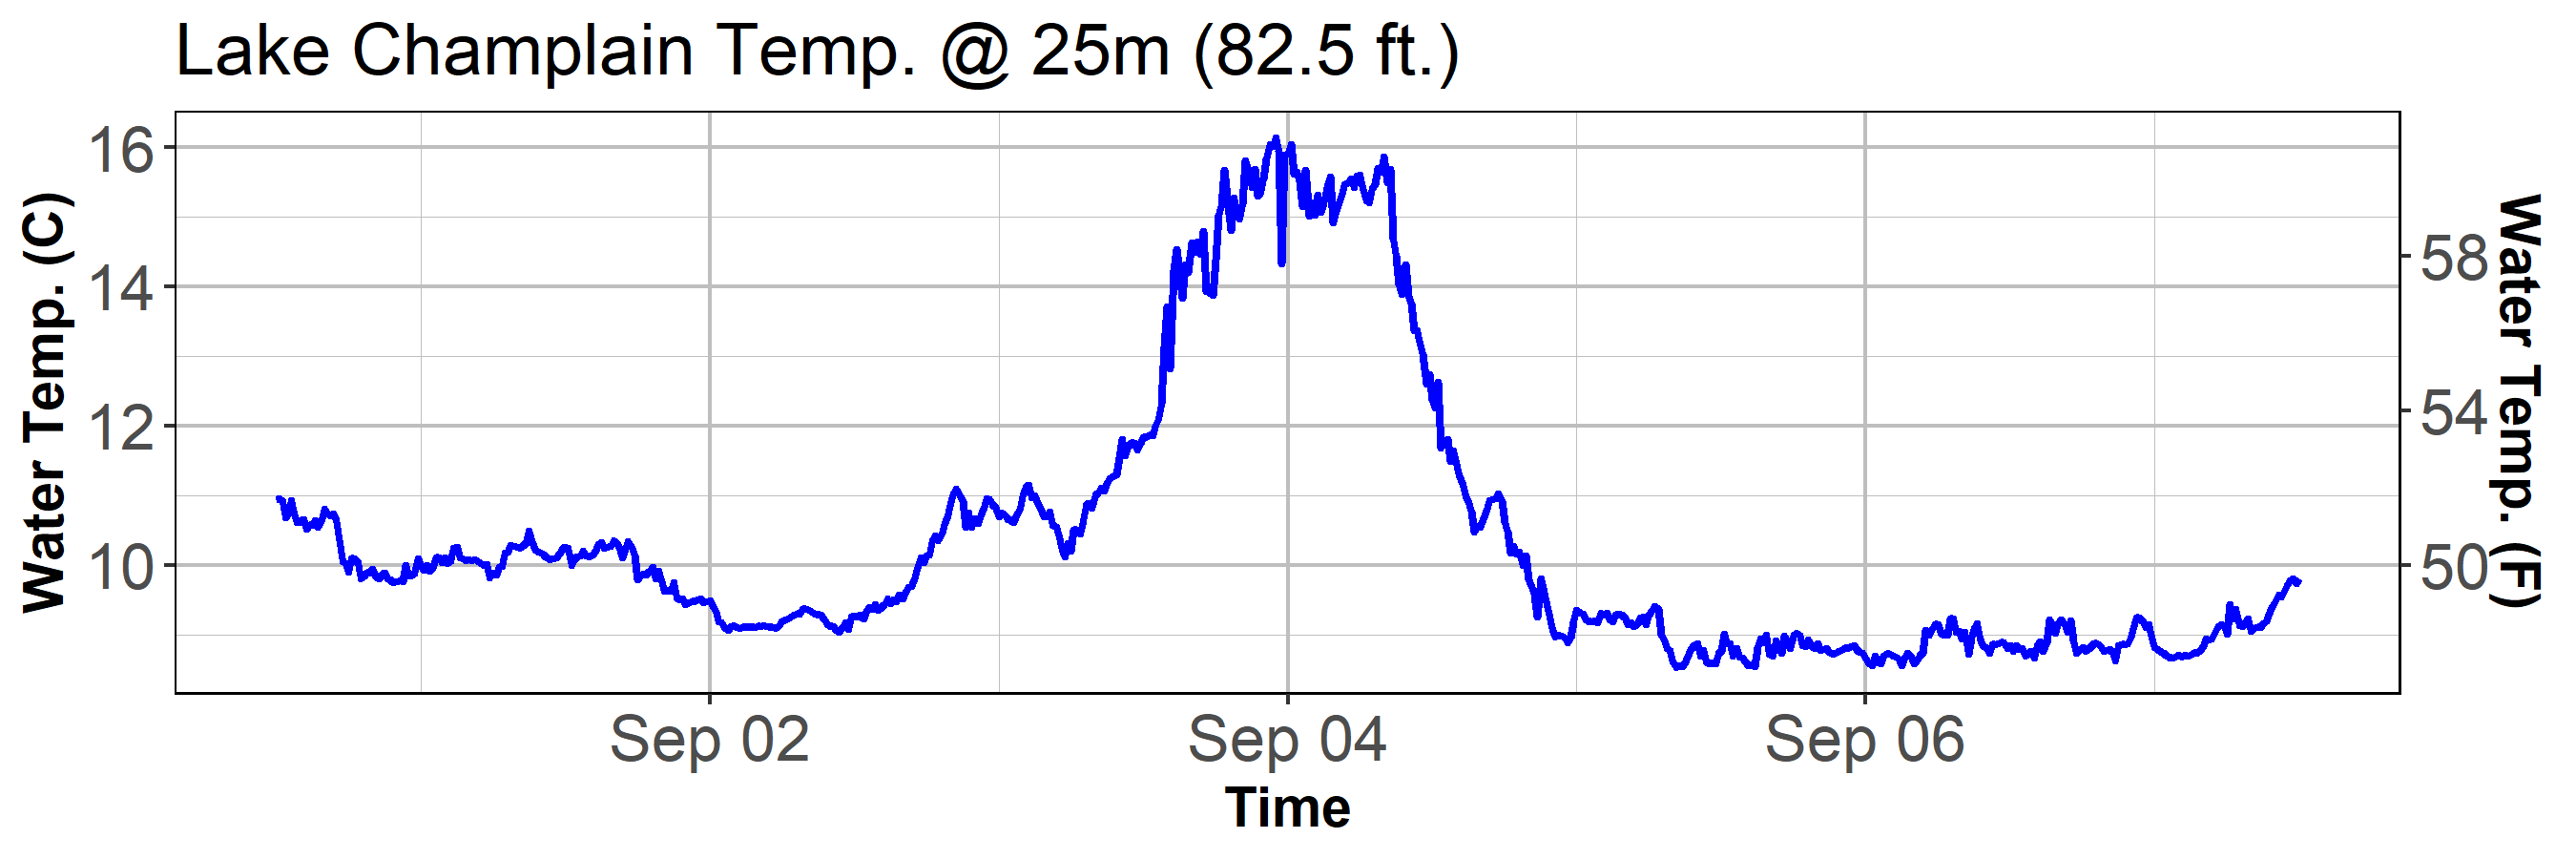 Lake Champlain Temp. @ 25m (82.5 ft.)
Water Temp. (C)
16
14
12
10
58
54
50
Water Temp. (F)
Sep 02 Sep 04 Sep 06
Time